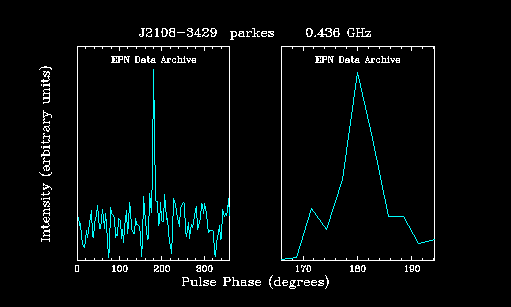 J2108-3429 parkes 0.436 GHz
EPN Data Archive EPN Data Archive
Intensity (arbitrary units)
0 100 200 300 170 180 190
Pulse Phase (degrees)